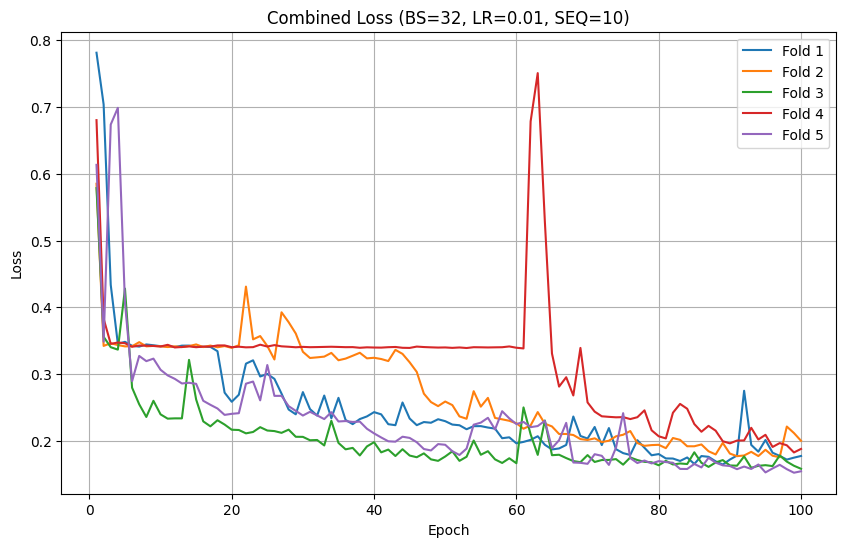 Combined Loss (BS=32, LR=0.01, SEQ=10)
Fold 1
Fold 2
Fold 3
Fold 4
Fold 5
Loss
0.8
0.7
0.6
0.5
0.4
0.3
0.2
0 20 40 60 80 100
Epoch